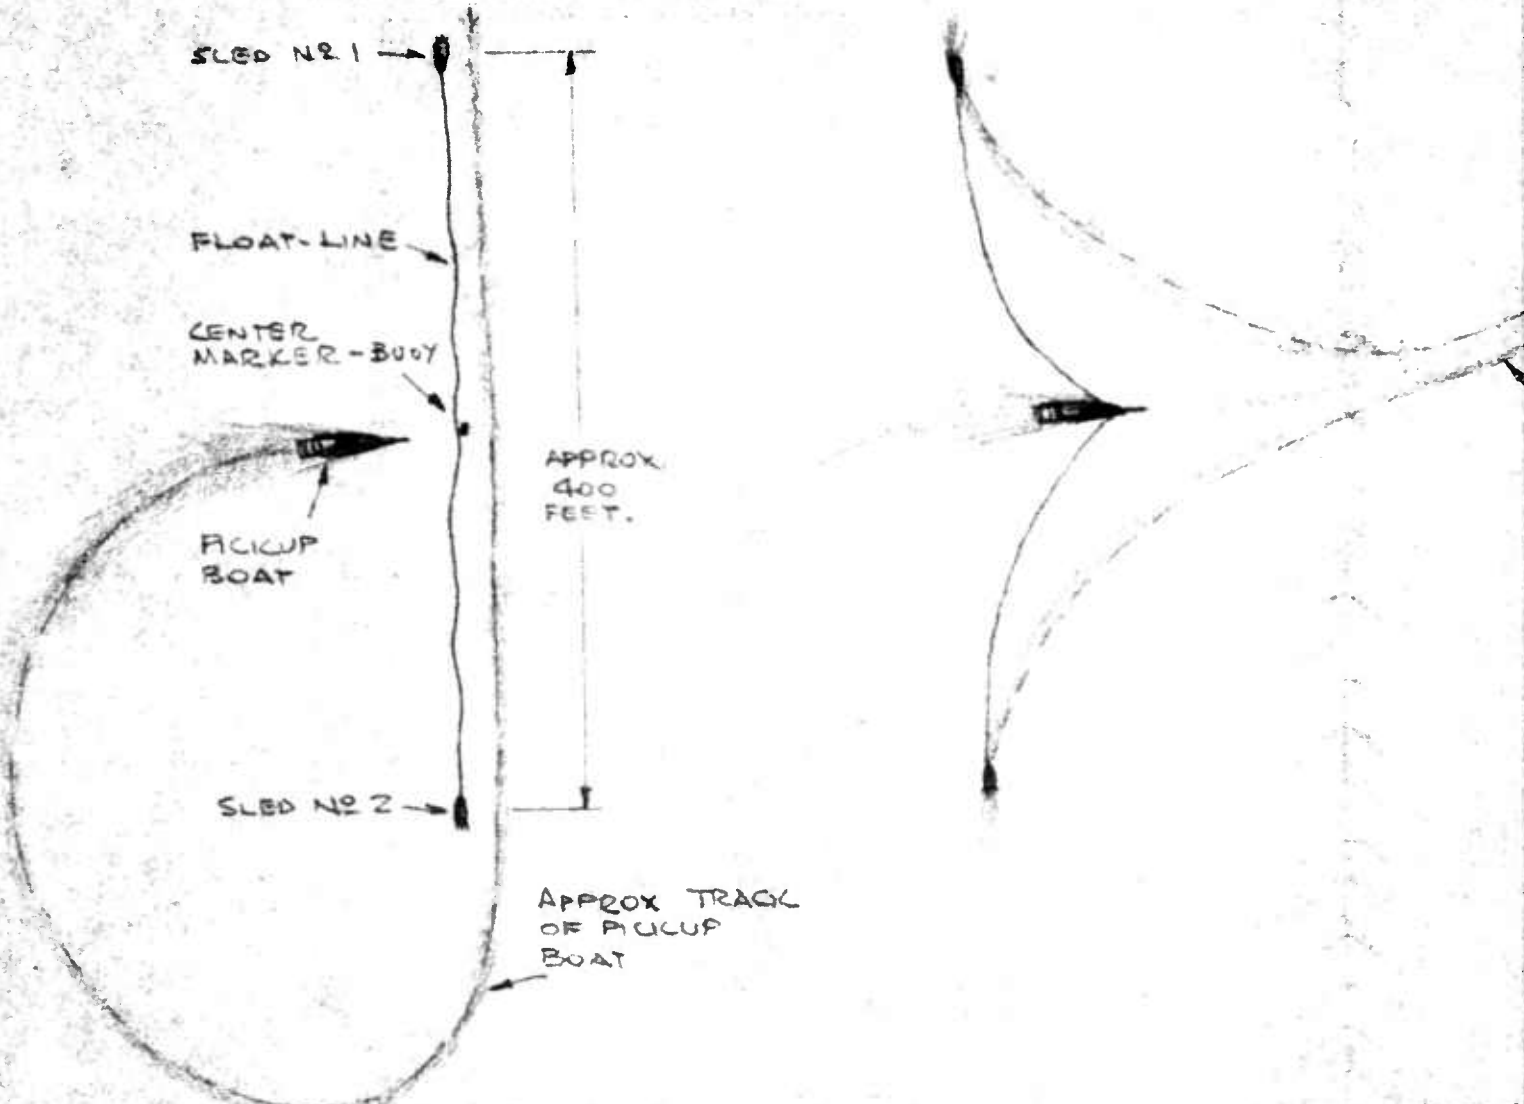 SLED Nº 1
FLOAT-LINE
CENTER
MARKER-BUOY
PICKUP
BOAT
APPROX.
400
FEET.
SLED Nº 2
APPROX TRACK
OF PICKUP
BOAT